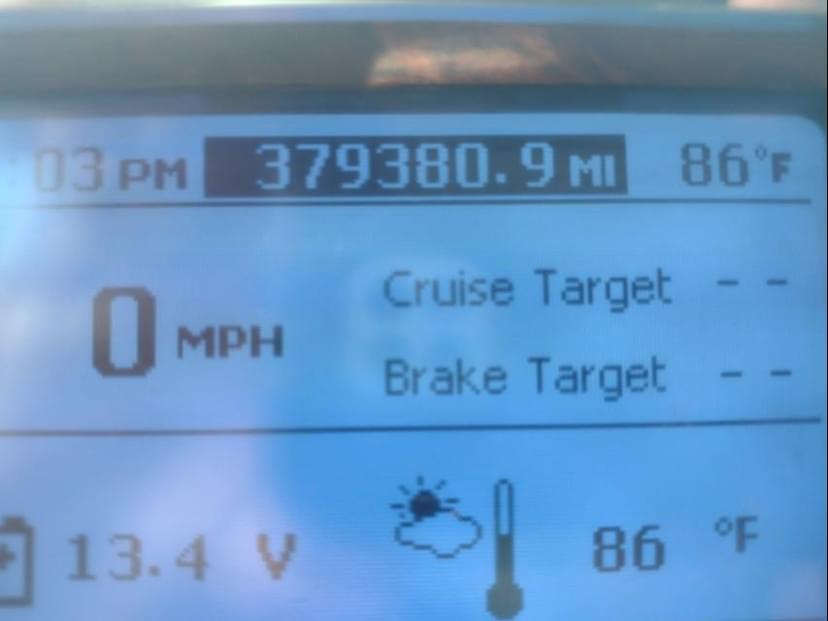 :03 PM 379380.9 MI 86°F
Cruise Target - -
0 MPH
Brake Target - -
13.4 V 86 °F